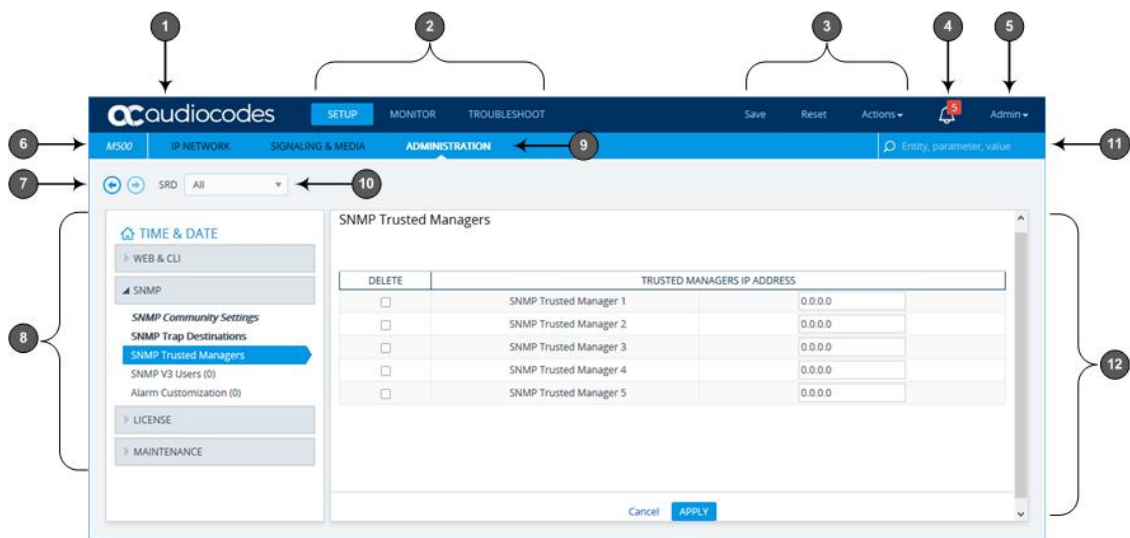 1
2
3
4
5
audiocodes SETUP MONITOR TROUBLESHOOT Save Reset Actions 5 Admin
6
M500 IP NETWORK SIGNALING & MEDIA ADMINISTRATION
9
Entity, parameter, value
11
7
SRD All
10
8
TIME & DATE
WEB & CLI
SNMP
SNMP Community Settings
SNMP Trap Destinations
SNMP Trusted Managers
SNMP V3 Users (0)
Alarm Customization (0)
LICENSE
MAINTENANCE
SNMP Trusted Managers
DELETE TRUSTED MANAGERS IP ADDRESS
SNMP Trusted Manager 1 0.0.0.0
SNMP Trusted Manager 2 0.0.0.0
SNMP Trusted Manager 3 0.0.0.0
SNMP Trusted Manager 4 0.0.0.0
SNMP Trusted Manager 5 0.0.0.0
12
Cancel APPLY